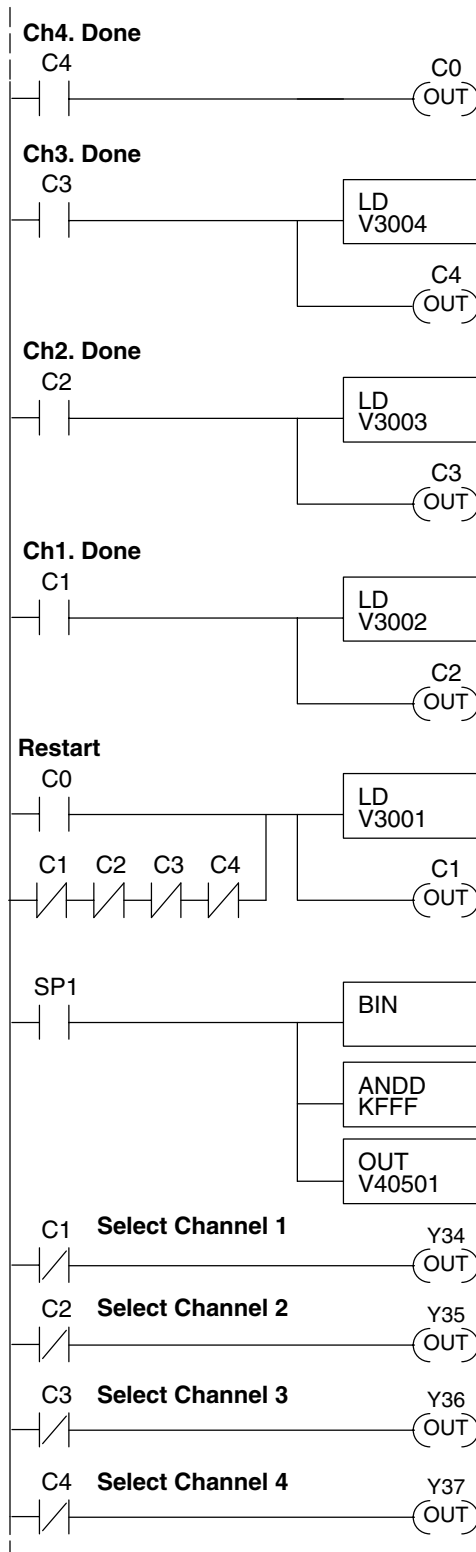 Ch4. Done
C4
C0
OUT
Ch3. Done
C3
LD
V3004
C4
OUT
Ch2. Done
C2
LD
V3003
C3
OUT
Ch1. Done
C1
LD
V3002
C2
OUT
Restart
C0
LD
V3001
C1 C2 C3 C4
C1
OUT
SP1
BIN
ANDD
KFFF
OUT
V40501
C1 Select Channel 1 Y34
OUT
C2 Select Channel 2 Y35
OUT
C3 Select Channel 3 Y36
OUT
C4 Select Channel 4 Y37
OUT